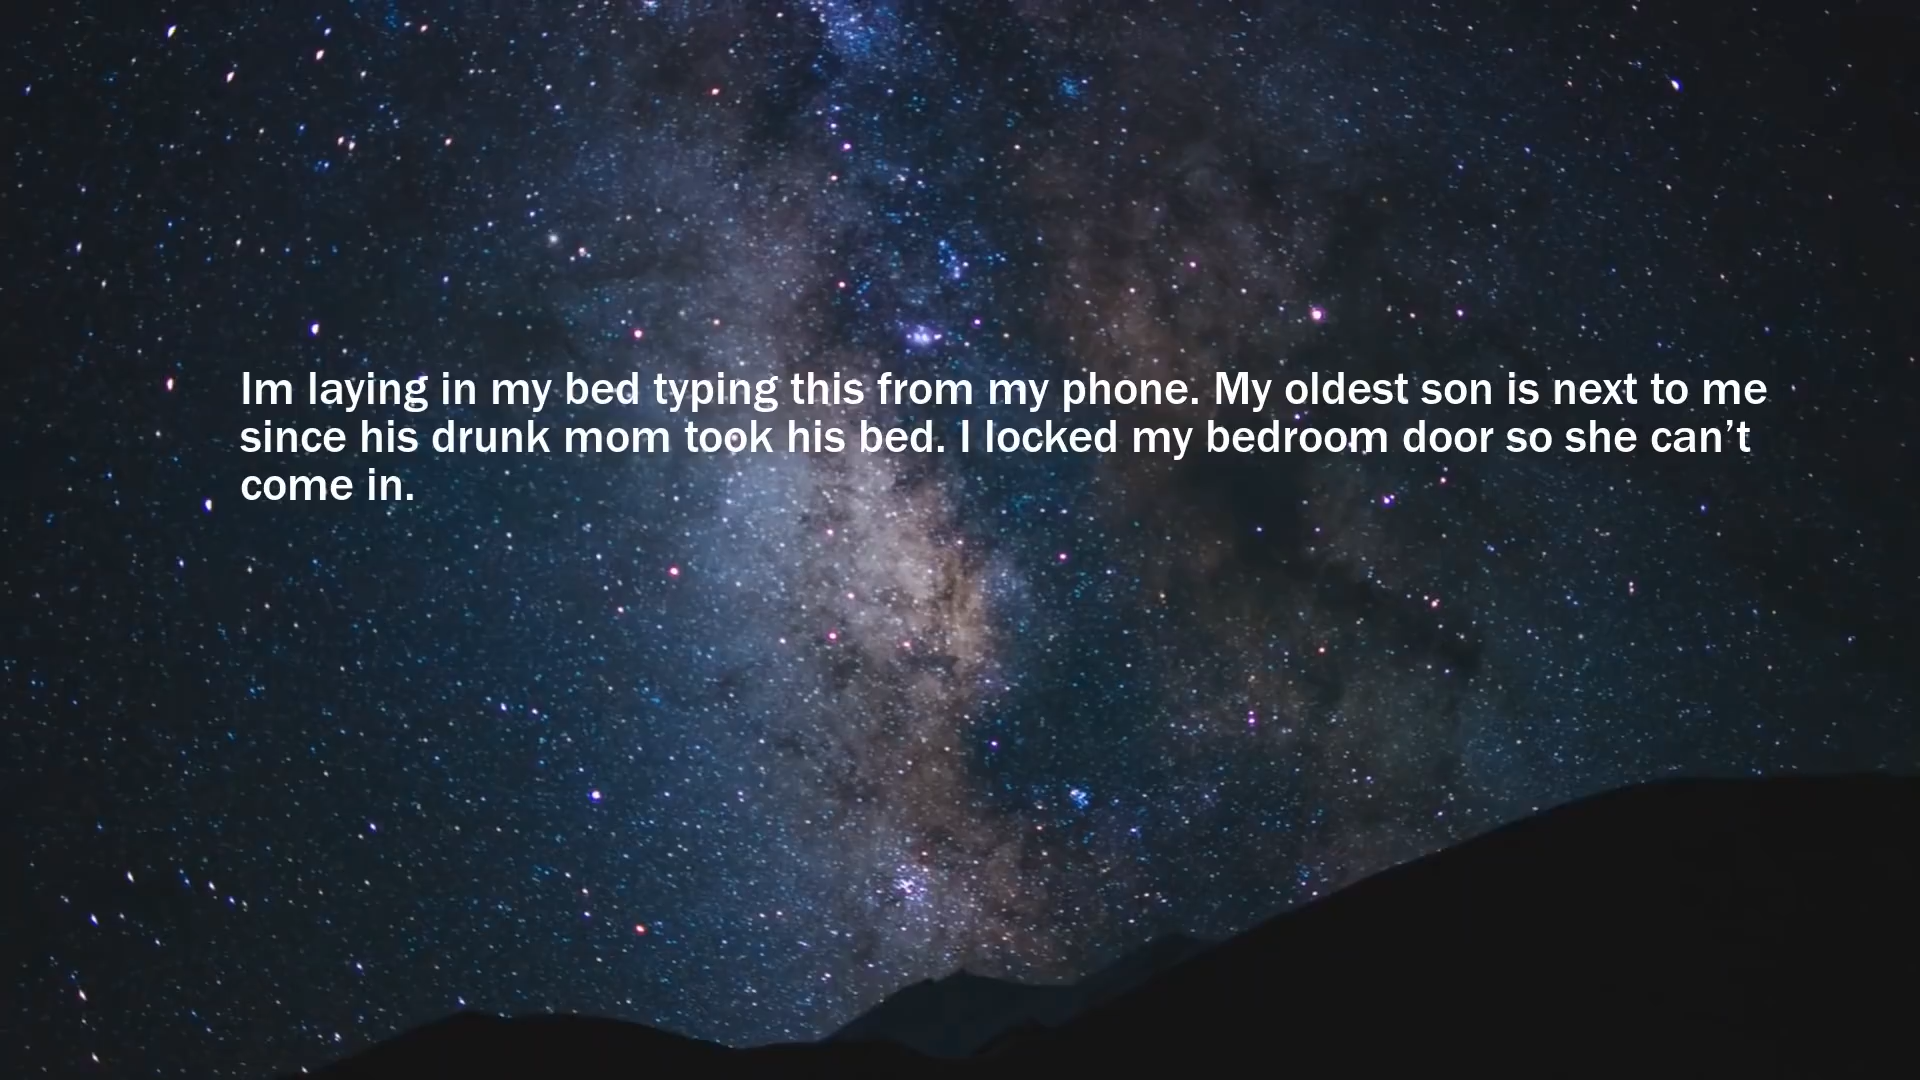 Im laying in my bed typing this from my phone. My oldest son is next to me
since his drunk mom took his bed. I locked my bedroom door so she can’t
come in.